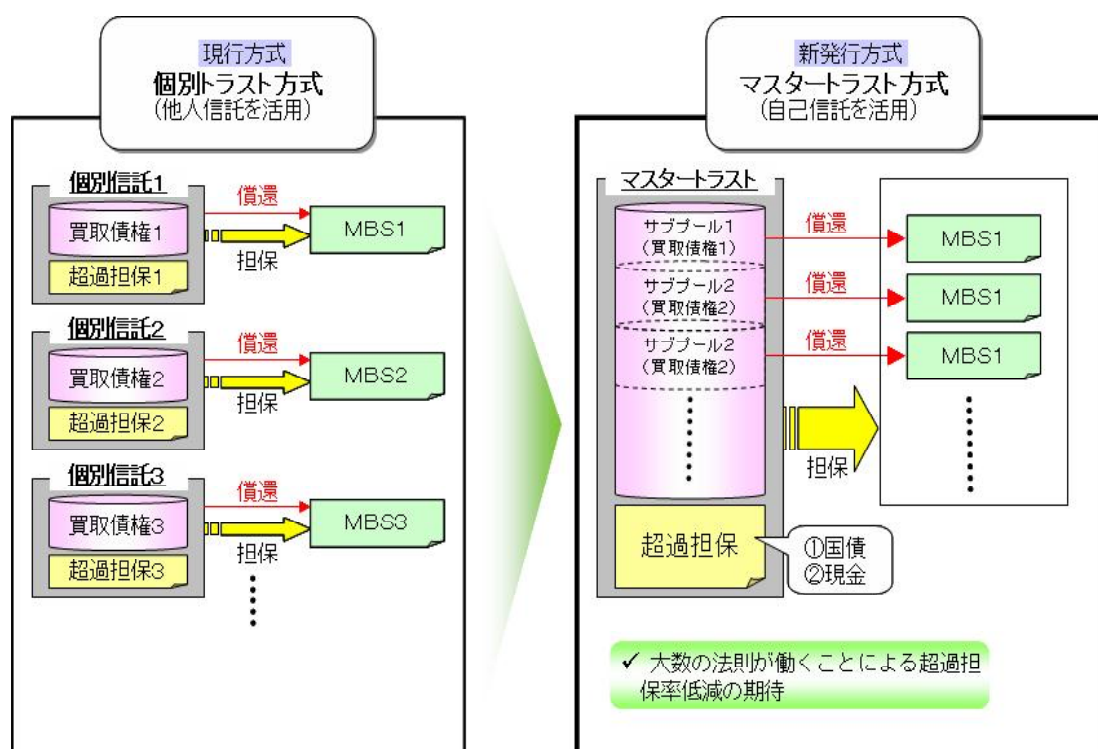 現行方式
個別トラスト方式
(他人信託を活用)
個別信託1
買取債権1
超過担保1
償還
担保
MBS1
個別信託2
買取債権2
超過担保2
償還
担保
MBS2
個別信託3
買取債権3
超過担保3
償還
担保
MBS3
新発行方式
マスタートラスト方式
(自己信託を活用)
マスタートラスト
サブプール1
(買取債権1)
償還
MBS1
サブプール2
(買取債権2)
償還
MBS1
サブプール2
(買取債権2)
償還
MBS1
担保
超過担保
①国債
②現金
✓ 大数の法則が働くことによる超過担
保率低減の期待